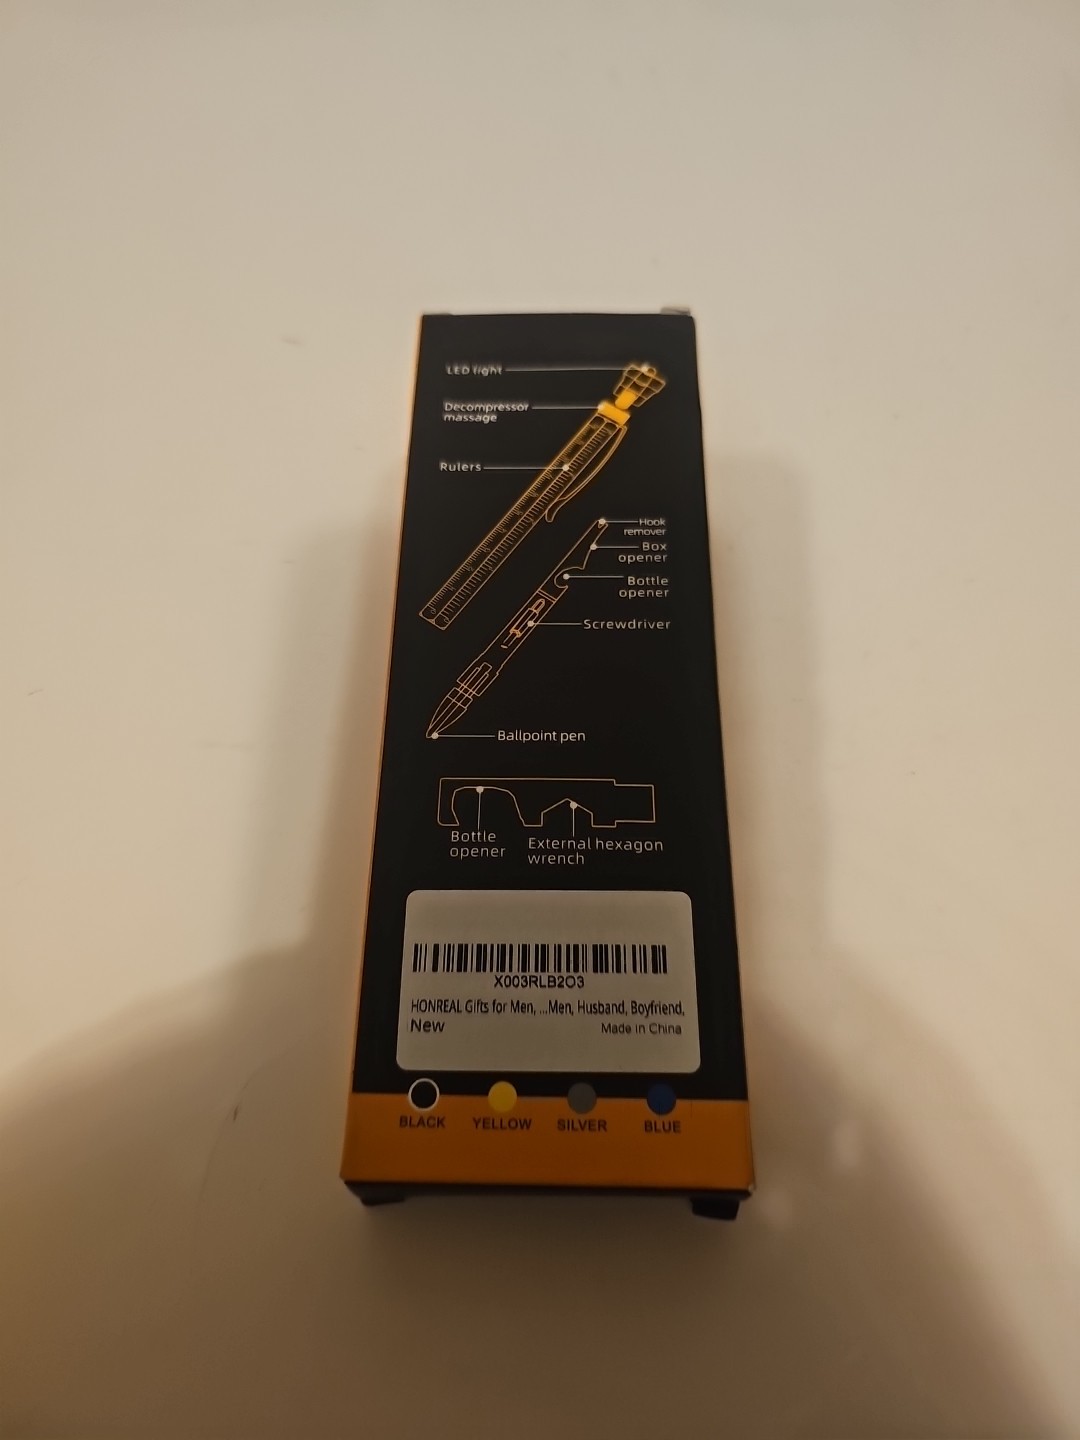 LED light
Decompressor
massage
Rulers
Hook
remover
Box
opener
Bottle
opener
Screwdriver
Ballpoint pen
Bottle
opener
External hexagon
wrench
X003RLB2O3
HONREAL Gifts for Men, ...Men, Husband, Boyfriend,
New
Made in China
BLACK YELLOW SILVER BLUE